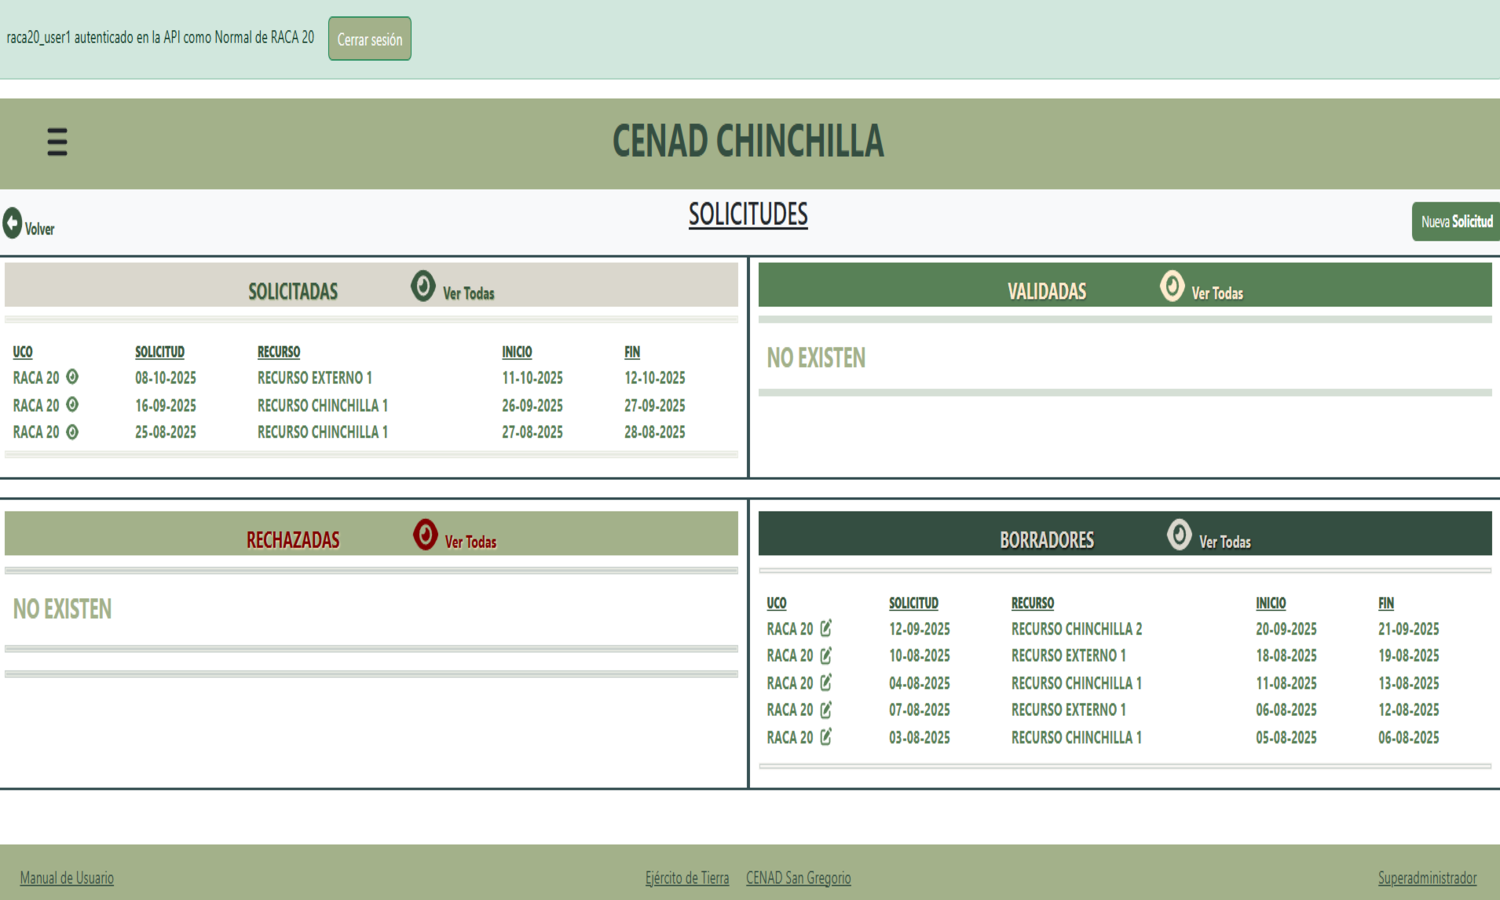 raca20_user1 autenticado en la API como Normal de RACA 20 Cerrar sesión
CENAD CHINCHILLA
Volver
SOLICITUDES
Nueva Solicitud
SOLICITADAS Ver Todas
UCO SOLICITUD RECURSO INICIO FIN
RACA 20 08-10-2025 RECURSO EXTERNO 1 11-10-2025 12-10-2025
RACA 20 16-09-2025 RECURSO CHINCHILLA 1 26-09-2025 27-09-2025
RACA 20 25-08-2025 RECURSO CHINCHILLA 1 27-08-2025 28-08-2025
VALIDADAS Ver Todas
NO EXISTEN
RECHAZADAS Ver Todas
NO EXISTEN
BORRADORES Ver Todas
UCO SOLICITUD RECURSO INICIO FIN
RACA 20 12-09-2025 RECURSO CHINCHILLA 2 20-09-2025 21-09-2025
RACA 20 10-08-2025 RECURSO EXTERNO 1 18-08-2025 19-08-2025
RACA 20 04-08-2025 RECURSO CHINCHILLA 1 11-08-2025 13-08-2025
RACA 20 07-08-2025 RECURSO EXTERNO 1 06-08-2025 12-08-2025
RACA 20 03-08-2025 RECURSO CHINCHILLA 1 05-08-2025 06-08-2025
Manual de Usuario Ejército de Tierra CENAD San Gregorio Superadministrador